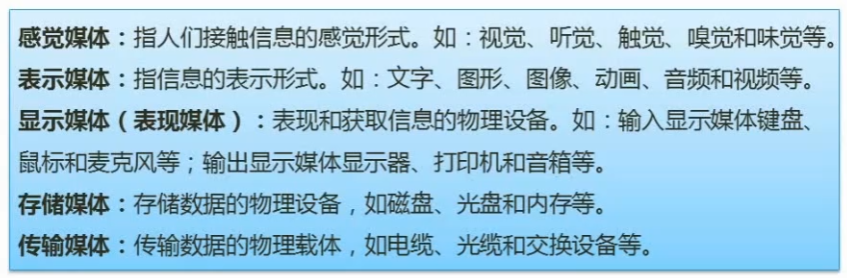 感觉媒体：指人们接触信息的感觉形式。如：视觉、听觉、触觉、嗅觉和味觉等。
表示媒体：指信息的表示形式。如：文字、图形、图像、动画、音频和视频等。
显示媒体（表现媒体）：表现和获取信息的物理设备。如：输入显示媒体键盘、
鼠标和麦克风等；输出显示媒体显示器、打印机和音箱等。
存储媒体：存储数据的物理设备，如磁盘、光盘和内存等。
传输媒体：传输数据的物理载体，如电缆、光缆和交换设备等。